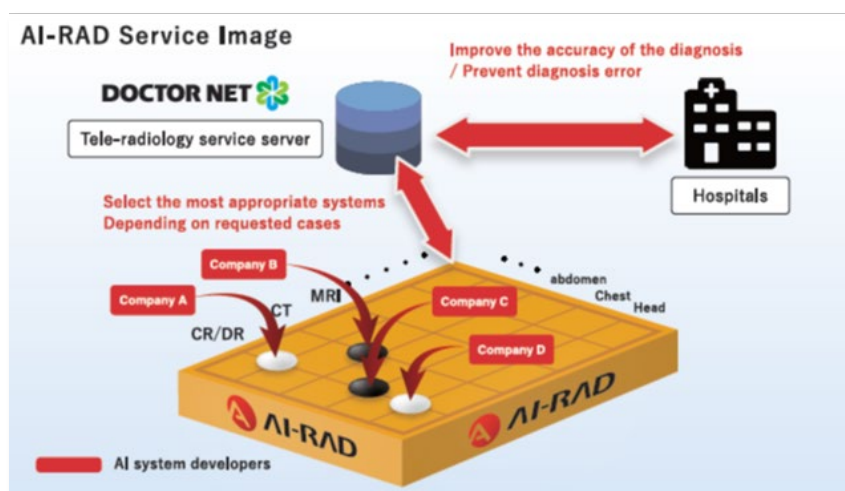 AI-RAD Service Image
DOCTOR NET
Tele-radiology service server
Improve the accuracy of the diagnosis
/ Prevent diagnosis error
Hospitals
Select the most appropriate systems
Depending on requested cases
Company B
Company A
MRI
CT
CR/DR
abdomen
Chest
Head
Company C
Company D
AI-RAD
AI-RAD
AI system developers